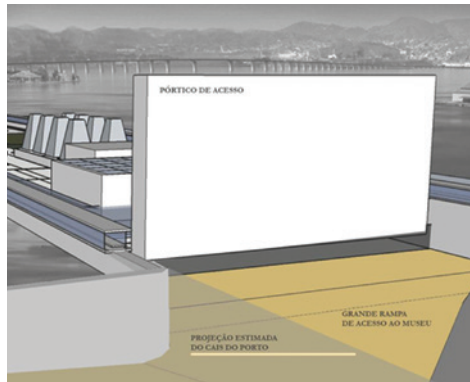 PÓRTICO DE ACESSO
GRANDE RAMPA
DE ACESSO AO MUSEU
PROJEÇÃO ESTIMADA
DO CAIS DO PORTO